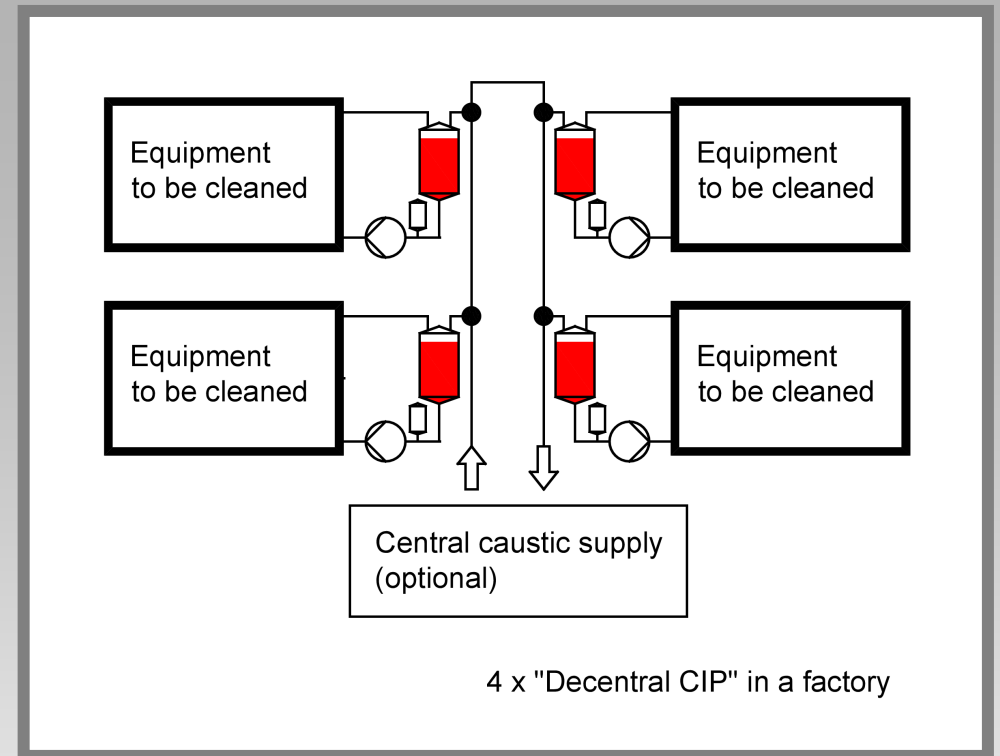 Equipment
to be cleaned
Equipment
to be cleaned
Equipment
to be cleaned
Equipment
to be cleaned
Central caustic supply
(optional)
4 x "Decentral CIP" in a factory